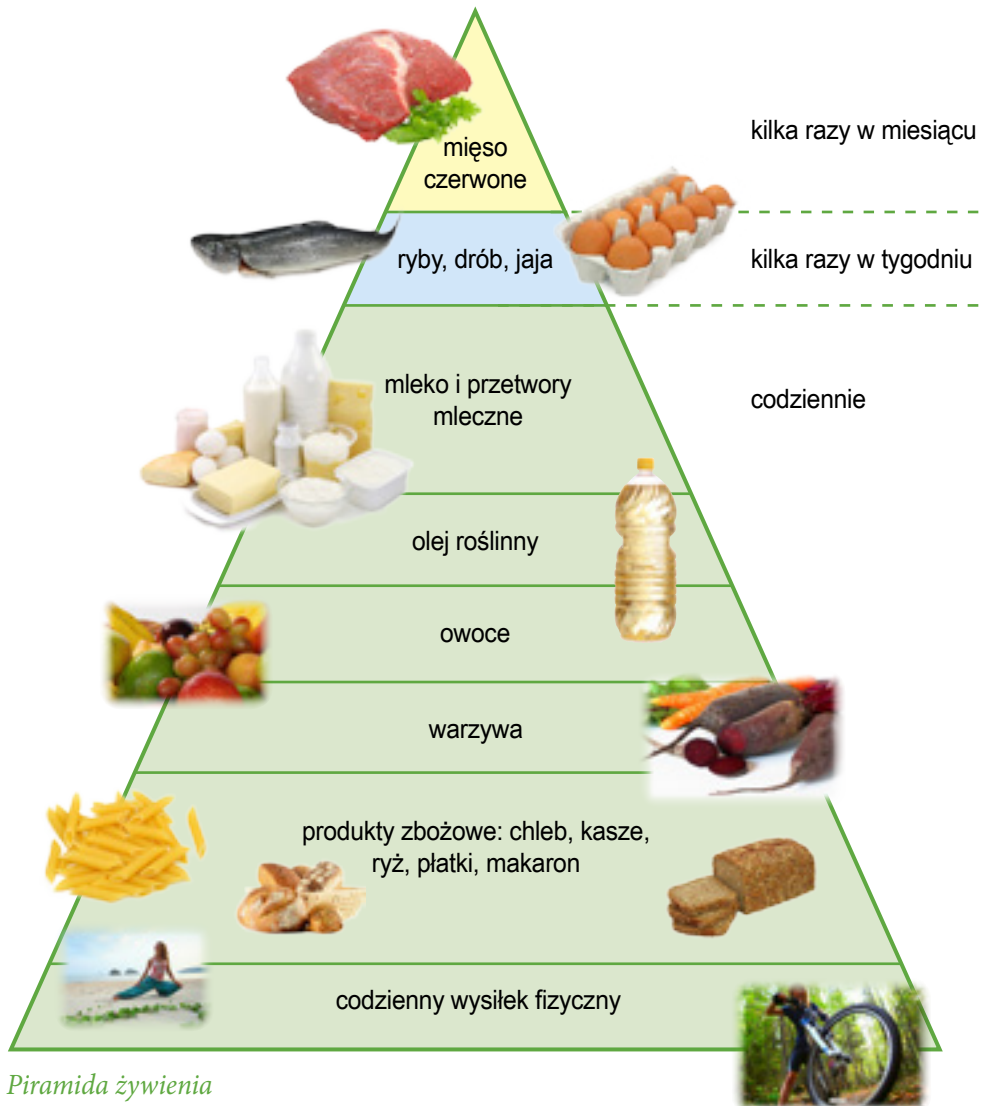 mięso
czerwone
kilka razy w miesiącu
ryby, drób, jaja
kilka razy w tygodniu
mleko i przetwory
mleczne
codziennie
olej roślinny
owoce
warzywa
produkty zbożowe: chleb, kasze,
ryż, płatki, makaron
codzienny wysiłek fizyczny
Piramida żywienia